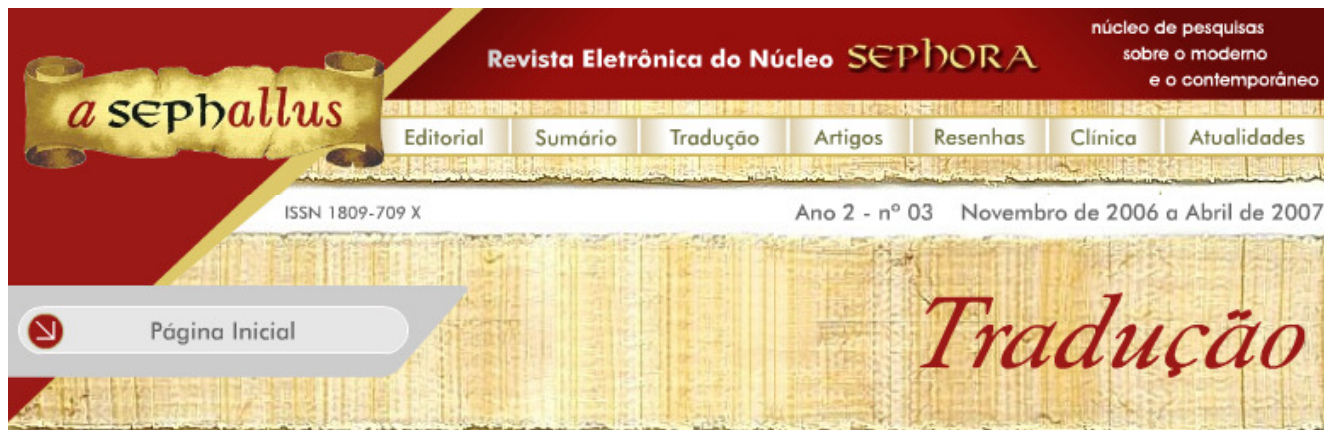 núcleo de pesquisas
sobre o moderno
e o contemporâneo
Revista Eletrônica do Núcleo SEPhORA
a sephallus
Editorial Sumário Tradução Artigos Resenhas Clínica Atualidades
ISSN 1809-709 X Ano 2 - nº 03 Novembro de 2006 a Abril de 2007
Tradução
Página Inicial